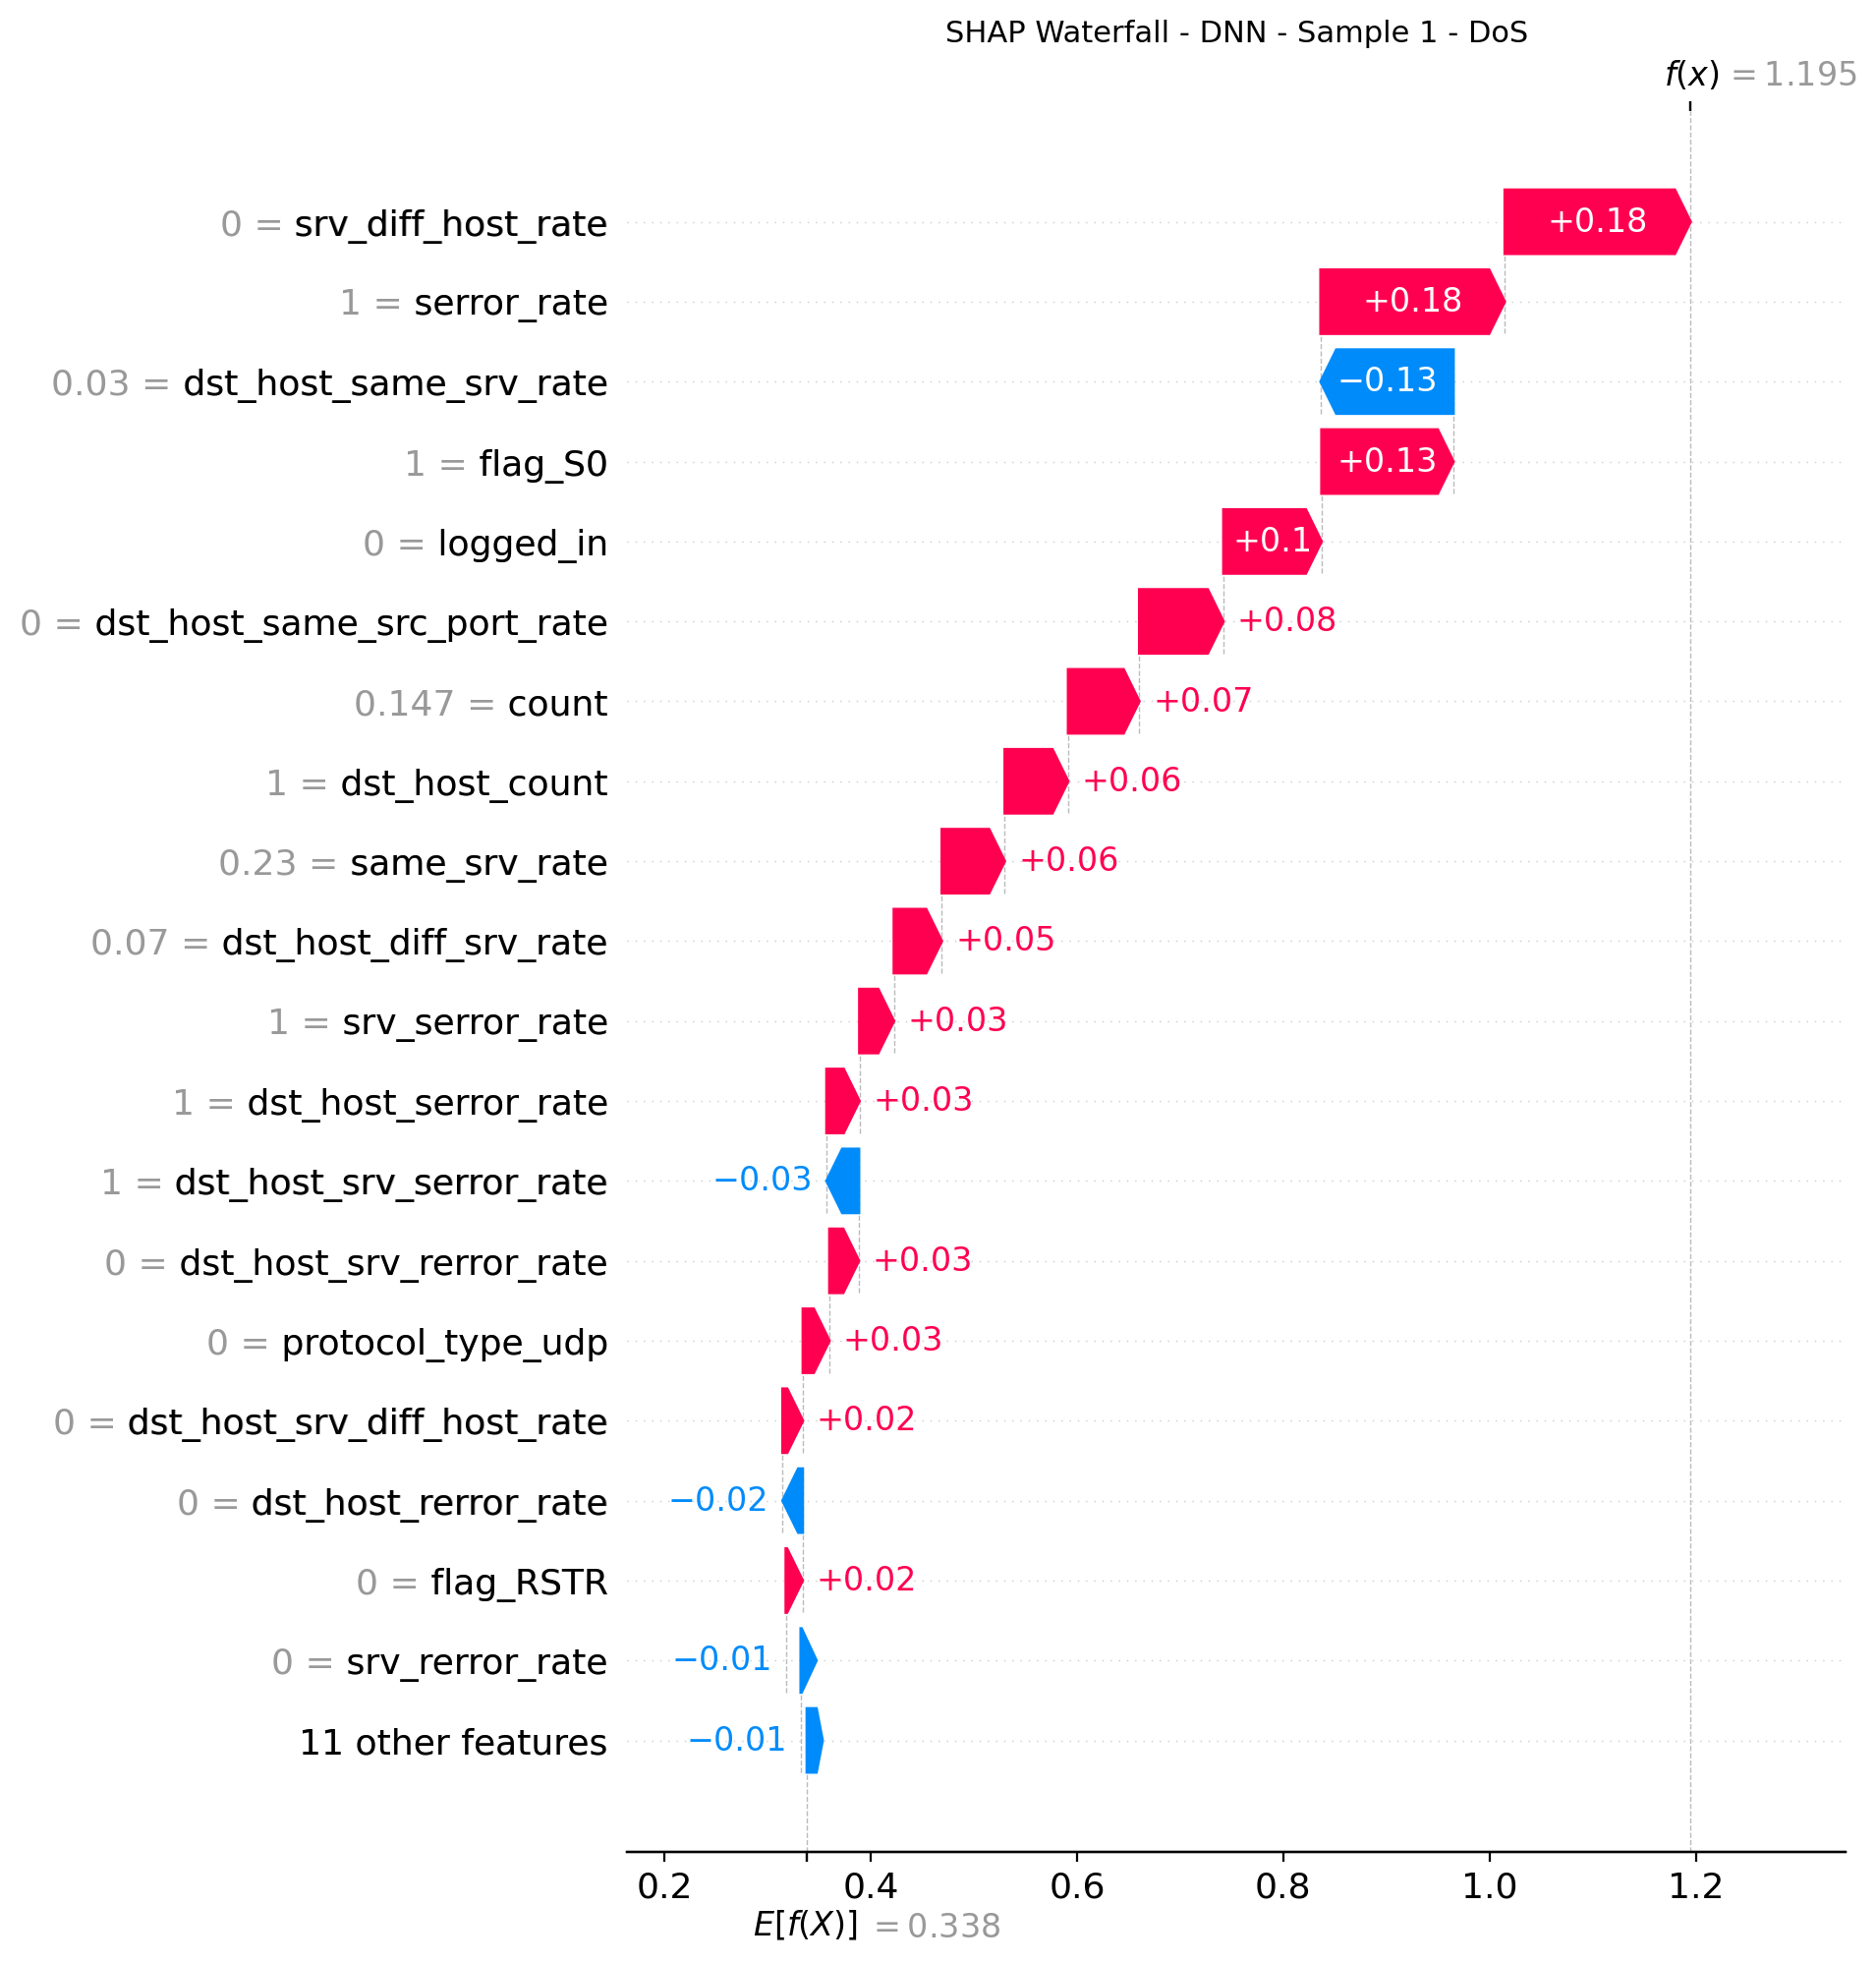 SHAP Waterfall - DNN - Sample 1 - DoS
f(x) = 1.195
0 = srv_diff_host_rate +0.18
1 = serror_rate +0.18
0.03 = dst_host_same_srv_rate −0.13
1 = flag_S0 +0.13
0 = logged_in +0.1
0 = dst_host_same_src_port_rate +0.08
0.147 = count +0.07
1 = dst_host_count +0.06
0.23 = same_srv_rate +0.06
0.07 = dst_host_diff_srv_rate +0.05
1 = srv_serror_rate +0.03
1 = dst_host_serror_rate +0.03
1 = dst_host_srv_serror_rate −0.03
0 = dst_host_srv_rerror_rate +0.03
0 = protocol_type_udp +0.03
0 = dst_host_srv_diff_host_rate +0.02
0 = dst_host_rerror_rate −0.02
0 = flag_RSTR +0.02
0 = srv_rerror_rate −0.01
11 other features −0.01
0.2 0.4 0.6 0.8 1.0 1.2
E[f(X)] = 0.338